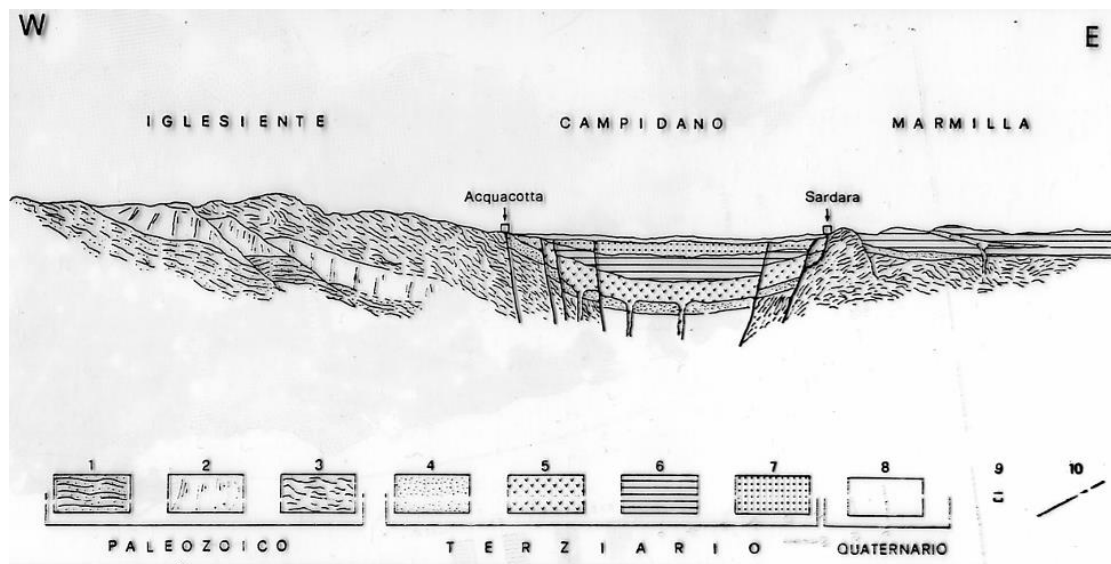 W E
IGLESIENTE CAMPIDANO MARMILLA
Acquacotta Sardara
1 2 3 4 5 6 7 8 9 10
PALEOZOICO TERZIARIO QUATERNARIO